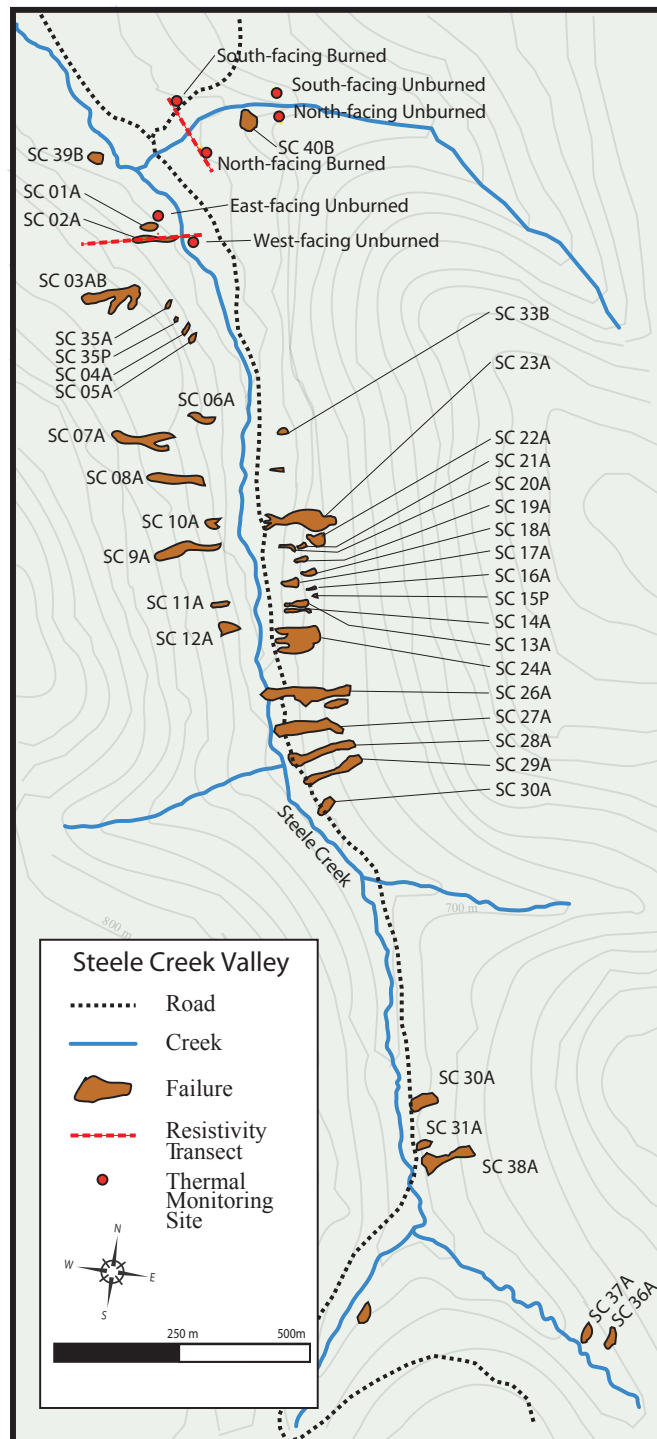 South-facing Burned
South-facing Unburned
North-facing Unburned
SC 40B
SC 39B
North-facing Burned
SC 01A
East-facing Unburned
SC 02A
West-facing Unburned
SC 03AB
SC 33B
SC 35A
SC 35P
SC 23A
SC 04A
SC 05A
SC 06A
SC 07A
SC 22A
SC 21A
SC 08A
SC 20A
SC 19A
SC 10A
SC 18A
SC 9A
SC 17A
SC 16A
SC 11A
SC 15P
SC 14A
SC 12A
SC 13A
SC 24A
SC 26A
SC 27A
SC 28A
SC 29A
SC 30A
Steele Creek
700 m
800 m
Steele Creek Valley
Road
Creek
Failure
Resistivity
Transect
Thermal
Monitoring
Site
N
W
E
S
250 m
500m
SC 30A
SC 31A
SC 38A
SC 37A
SC 36A